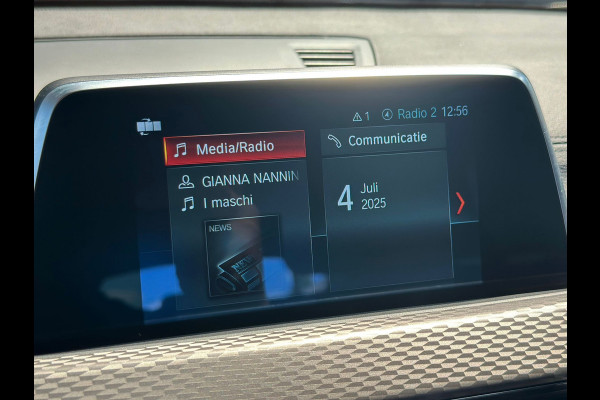 1 Radio 2 12:56
Media/Radio
Communicatie
GIANNA NANNIN
I maschi
NEWS
4 Juli
2025